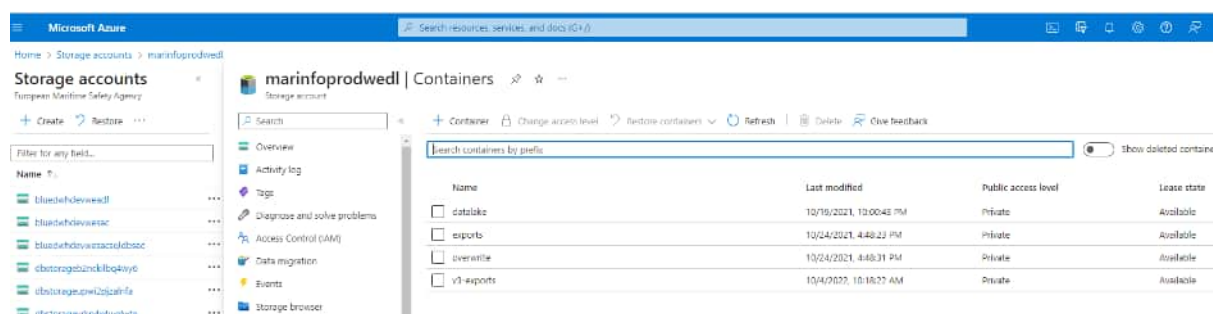 Microsoft Azure
Search resources, services, and docs (G+/)
Home > Storage accounts > marinfoprodwedl
Storage accounts
European Maritime Safety Agency
+ Create Restore ...
Filter for any field...
Name ↑
bluedwhdevweadl
bluedwhdevwesac
dbstorageb2nckilbq4wy6
marinfoprodwedl | Containers
Storage account
Search
Overview
Activity log
Tags
Diagnose and solve problems
Access Control (IAM)
Data migration
Events
Storage browser
+ Container Change access level Restore containers Refresh Delete Give feedback
Search containers by prefix
Show deleted containe
Name Last modified Public access level Lease state
datalake 10/19/2021, 10:00:43 PM Private Available
exports 10/24/2021, 4:48:23 PM Private Available
overwrite 10/24/2021, 4:48:31 PM Private Available
v3-exports 10/4/2022, 10:18:22 AM Private Available